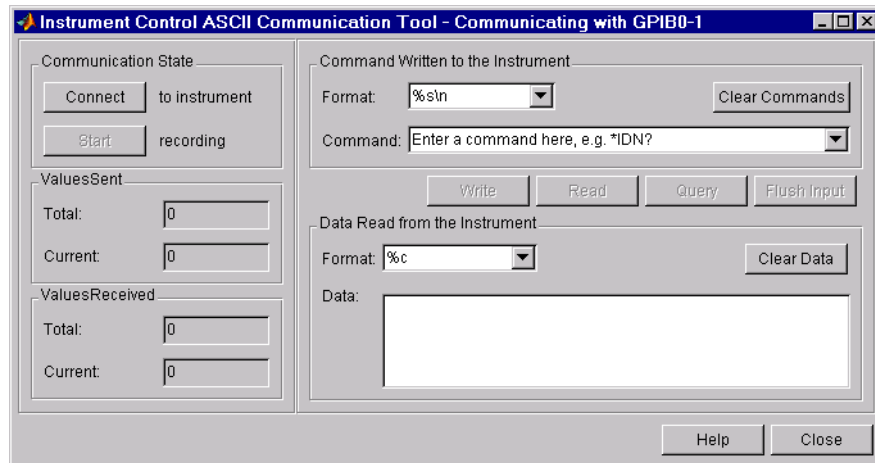 Instrument Control ASCII Communication Tool - Communicating with GPIB0-1
Communication State
Connect to instrument
Start recording
ValuesSent
Total: 0
Current: 0
ValuesReceived
Total: 0
Current: 0
Command Written to the Instrument
Format: %s\n Clear Commands
Command: Enter a command here, e.g. *IDN?
Write Read Query Flush Input
Data Read from the Instrument
Format: %c Clear Data
Data:
Help Close